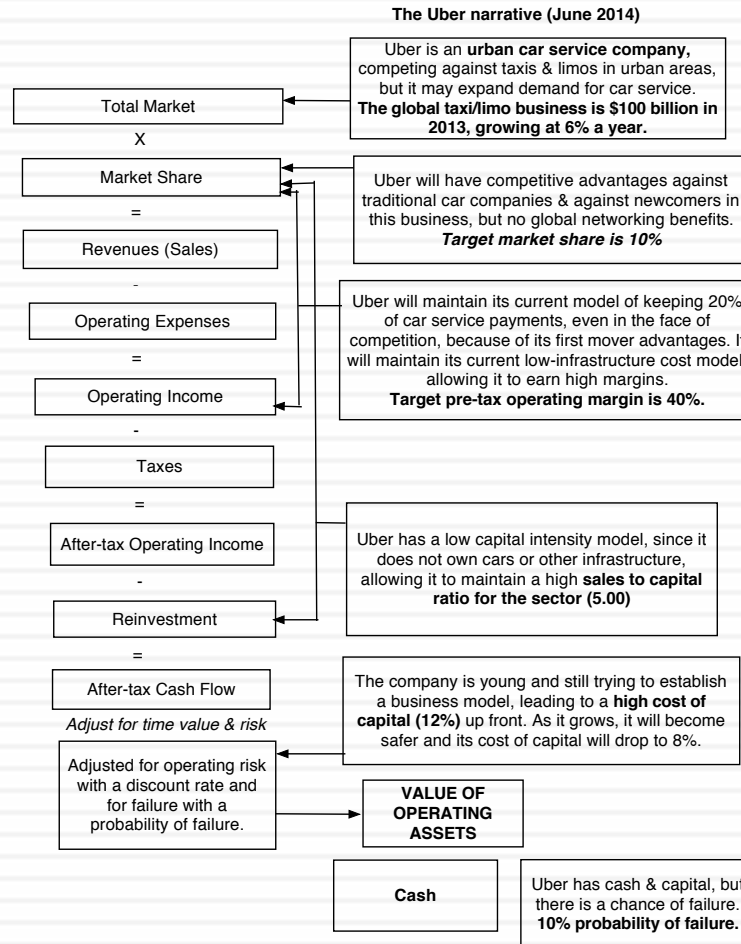 The Uber narrative (June 2014)
Uber is an urban car service company,
competing against taxis & limos in urban areas,
but it may expand demand for car service.
The global taxi/limo business is $100 billion in
2013, growing at 6% a year.
Total Market
X
Market Share
Uber will have competitive advantages against
traditional car companies & against newcomers in
this business, but no global networking benefits.
Target market share is 10%
=
Revenues (Sales)
-
Operating Expenses
Uber will maintain its current model of keeping 20%
of car service payments, even in the face of
competition, because of its first mover advantages. It
will maintain its current low-infrastructure cost model,
allowing it to earn high margins.
Target pre-tax operating margin is 40%.
=
Operating Income
-
Taxes
=
After-tax Operating Income
Uber has a low capital intensity model, since it
does not own cars or other infrastructure,
allowing it to maintain a high sales to capital
ratio for the sector (5.00)
-
Reinvestment
=
After-tax Cash Flow
The company is young and still trying to establish
a business model, leading to a high cost of
capital (12%) up front. As it grows, it will become
safer and its cost of capital will drop to 8%.
Adjust for time value & risk
Adjusted for operating risk
with a discount rate and
for failure with a
probability of failure.
VALUE OF
OPERATING
ASSETS
Cash
Uber has cash & capital, but
there is a chance of failure.
10% probability of failure.